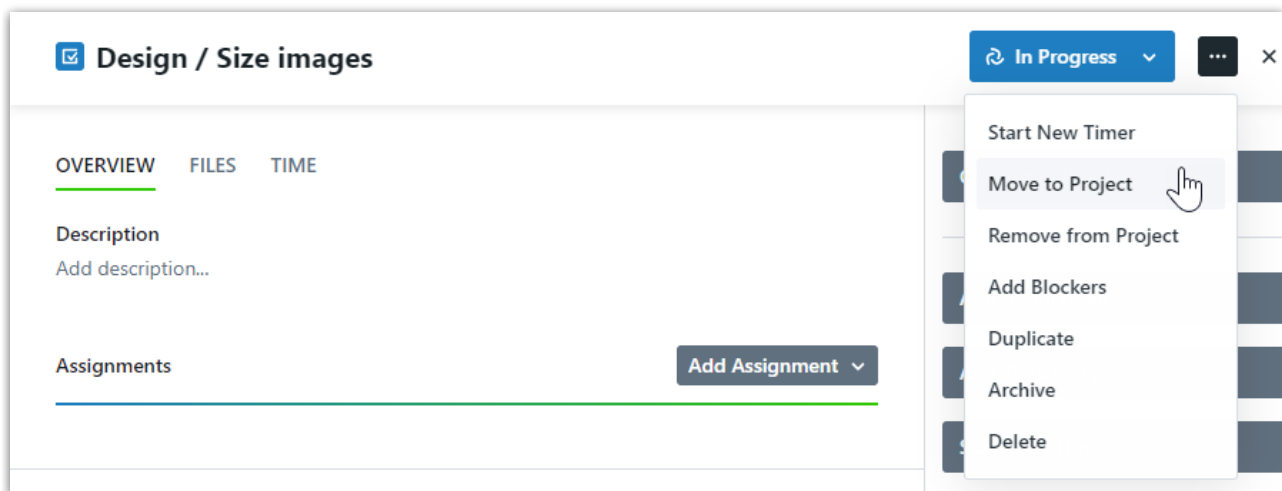 Design / Size images
In Progress
OVERVIEW FILES TIME
Description
Add description...
Assignments
Add Assignment
Start New Timer
Move to Project
Remove from Project
Add Blockers
Duplicate
Archive
Delete